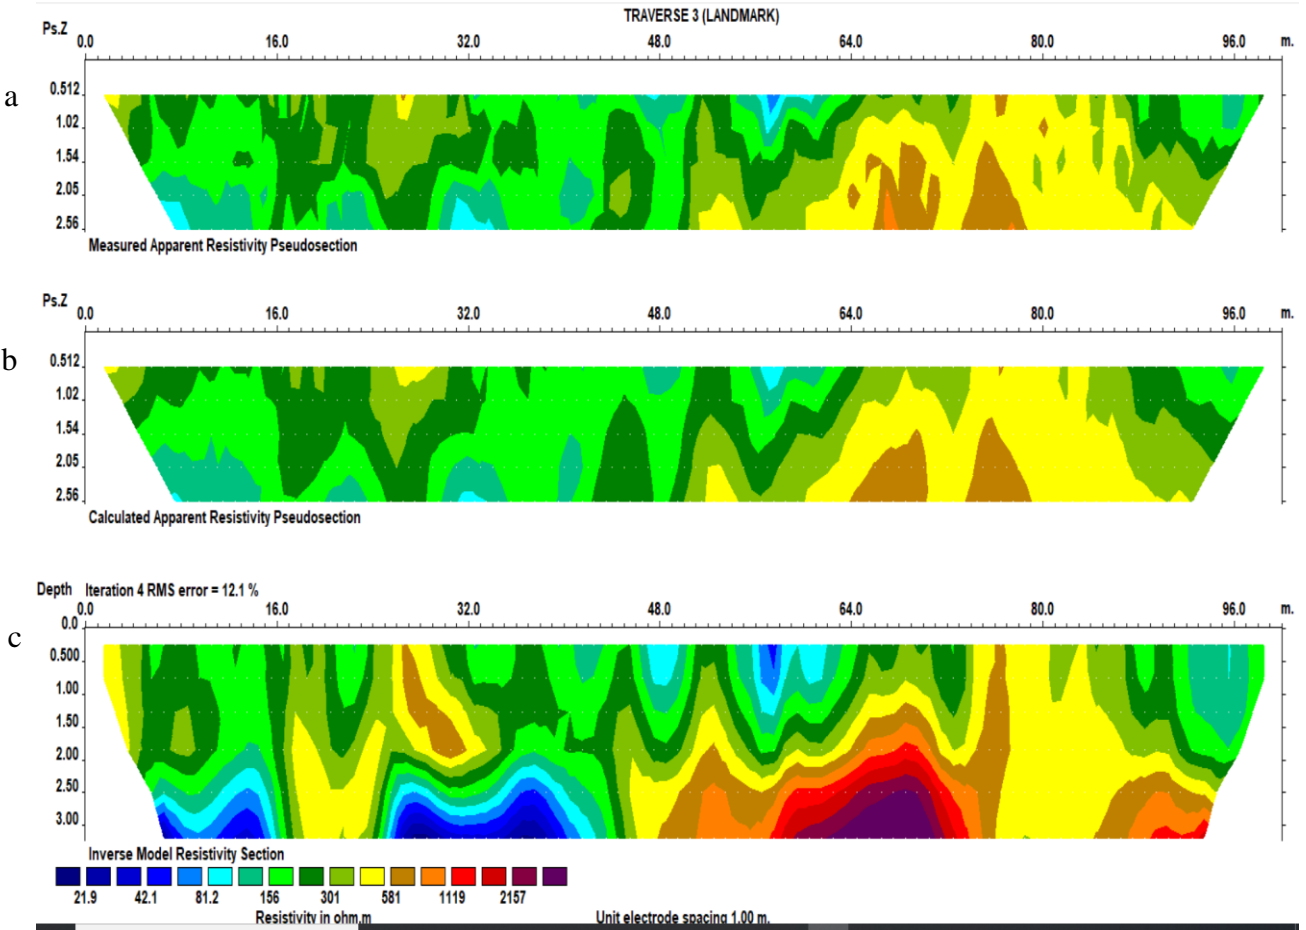 TRAVERSE 3 (LANDMARK)
Ps.Z
0.0 16.0 32.0 48.0 64.0 80.0 96.0 m.
a
0.512
1.02
1.54
2.05
2.56
Measured Apparent Resistivity Pseudosection
Ps.Z
0.0 16.0 32.0 48.0 64.0 80.0 96.0 m.
b
0.512
1.02
1.54
2.05
2.56
Calculated Apparent Resistivity Pseudosection
Depth Iteration 4 RMS error = 12.1 %
0.0 16.0 32.0 48.0 64.0 80.0 96.0 m.
0.0
c
0.500
1.00
1.50
2.00
2.50
3.00
Inverse Model Resistivity Section
21.9 42.1 81.2 156 301 581 1119 2157
Resistivity in ohm.m Unit electrode spacing 1.00 m.